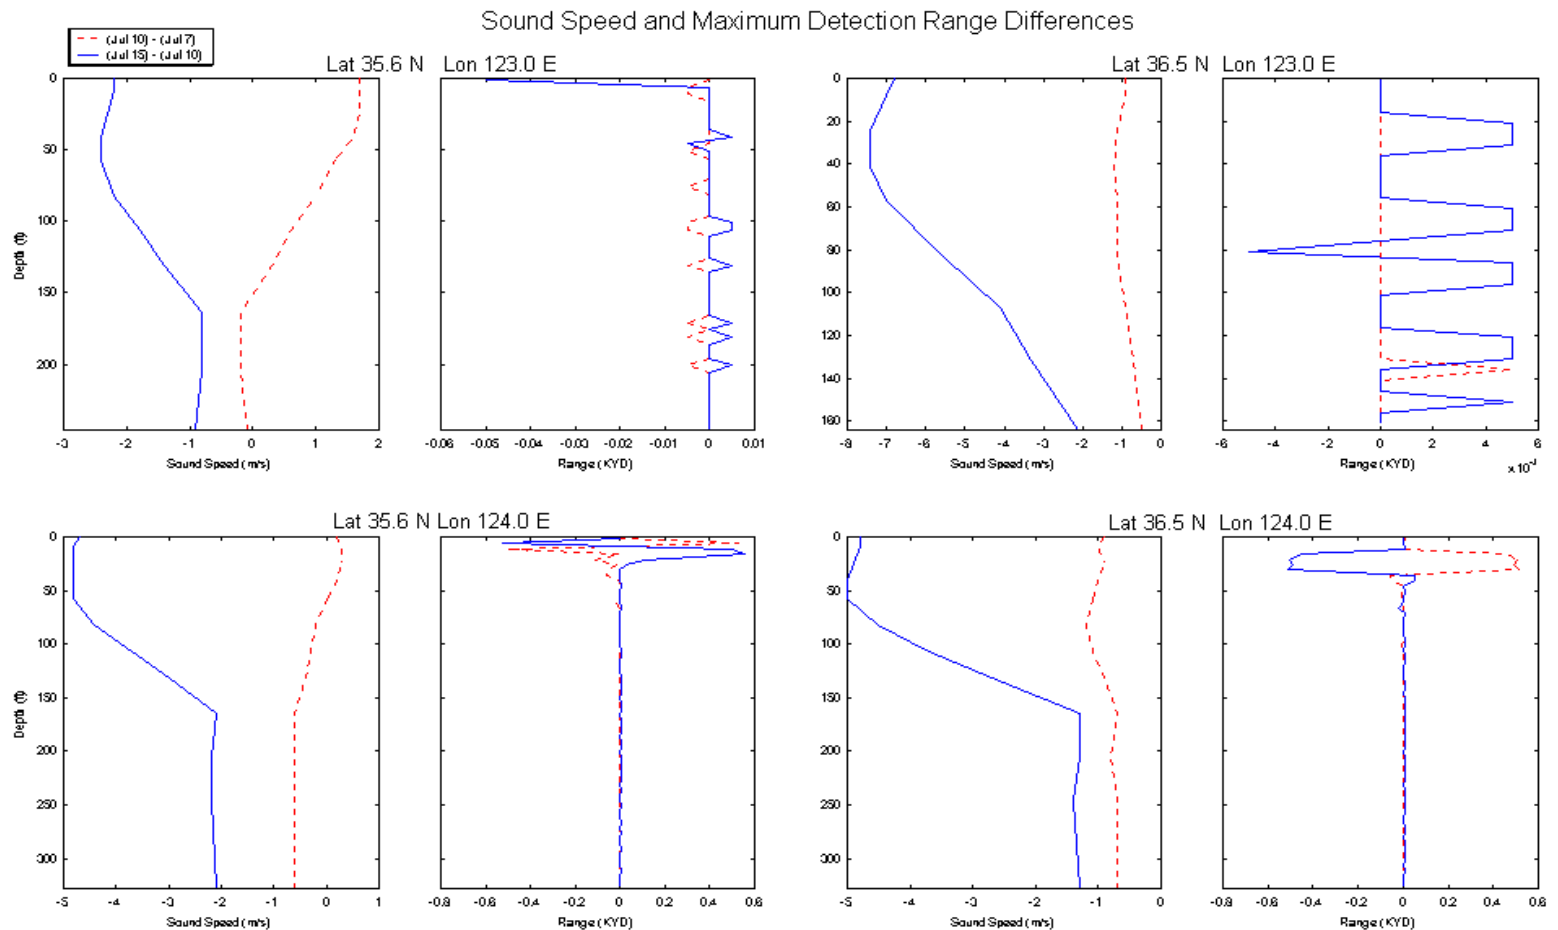 Sound Speed and Maximum Detection Range Differences
(Jul 10) - (Jul 7)
(Jul 15) - (Jul 10)
Lat 35.6 N Lon 123.0 E
Lat 36.5 N Lon 123.0 E
0
50
100
150
200
Depth (ft)
-3 -2 -1 0 1 2
Sound Speed (m/s)
-0.06 -0.05 -0.04 -0.03 -0.02 -0.01 0 0.01
Range (KYD)
0
20
40
60
80
100
120
140
160
-8 -7 -6 -5 -4 -3 -2 -1 0
Sound Speed (m/s)
-6 -4 -2 0 2 4 6
Range (KYD)
Lat 35.6 N Lon 124.0 E
Lat 36.5 N Lon 124.0 E
0
50
100
150
200
250
300
Depth (ft)
-5 -4 -3 -2 -1 0 1
Sound Speed (m/s)
-0.8 -0.6 -0.4 -0.2 0 0.2 0.4 0.6
Range (KYD)
0
50
100
150
200
250
300
-5 -4 -3 -2 -1 0
Sound Speed (m/s)
-0.8 -0.6 -0.4 -0.2 0 0.2 0.4 0.6
Range (KYD)